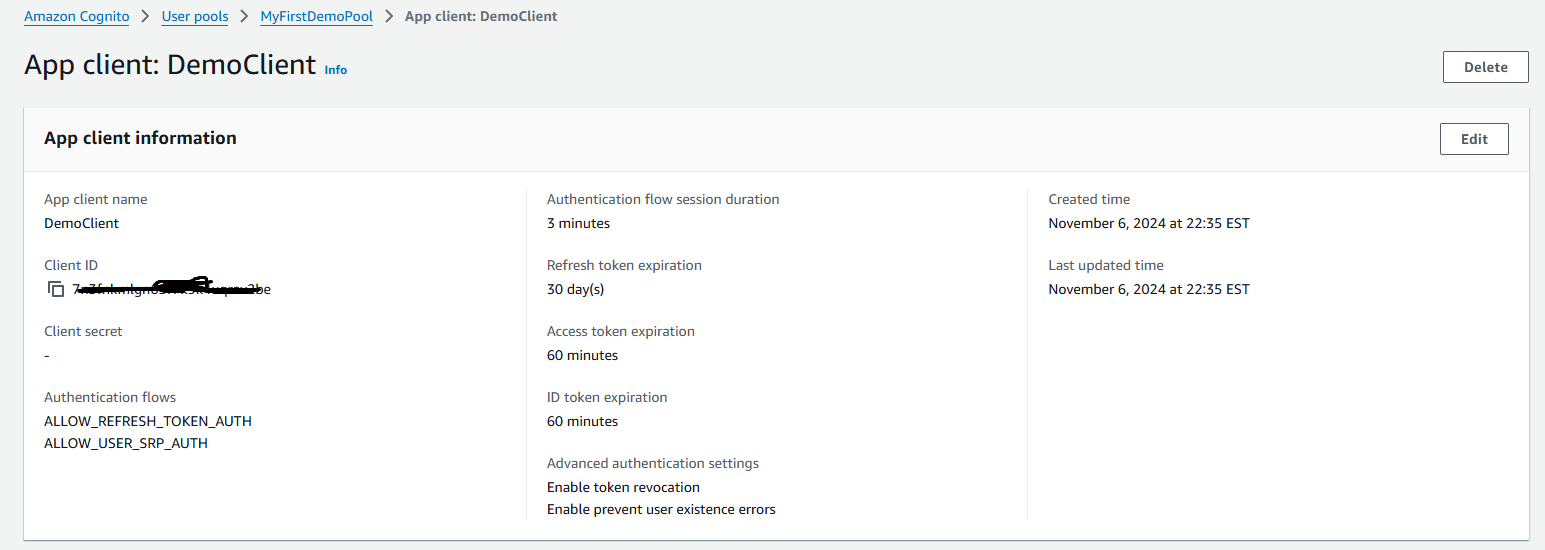 Amazon Cognito > User pools > MyFirstDemoPool > App client: DemoClient
App client: DemoClient Info
Delete
App client information
Edit
App client name
DemoClient
Client ID
Client secret
-
Authentication flows
ALLOW_REFRESH_TOKEN_AUTH
ALLOW_USER_SRP_AUTH
Authentication flow session duration
3 minutes
Refresh token expiration
30 day(s)
Access token expiration
60 minutes
ID token expiration
60 minutes
Advanced authentication settings
Enable token revocation
Enable prevent user existence errors
Created time
November 6, 2024 at 22:35 EST
Last updated time
November 6, 2024 at 22:35 EST